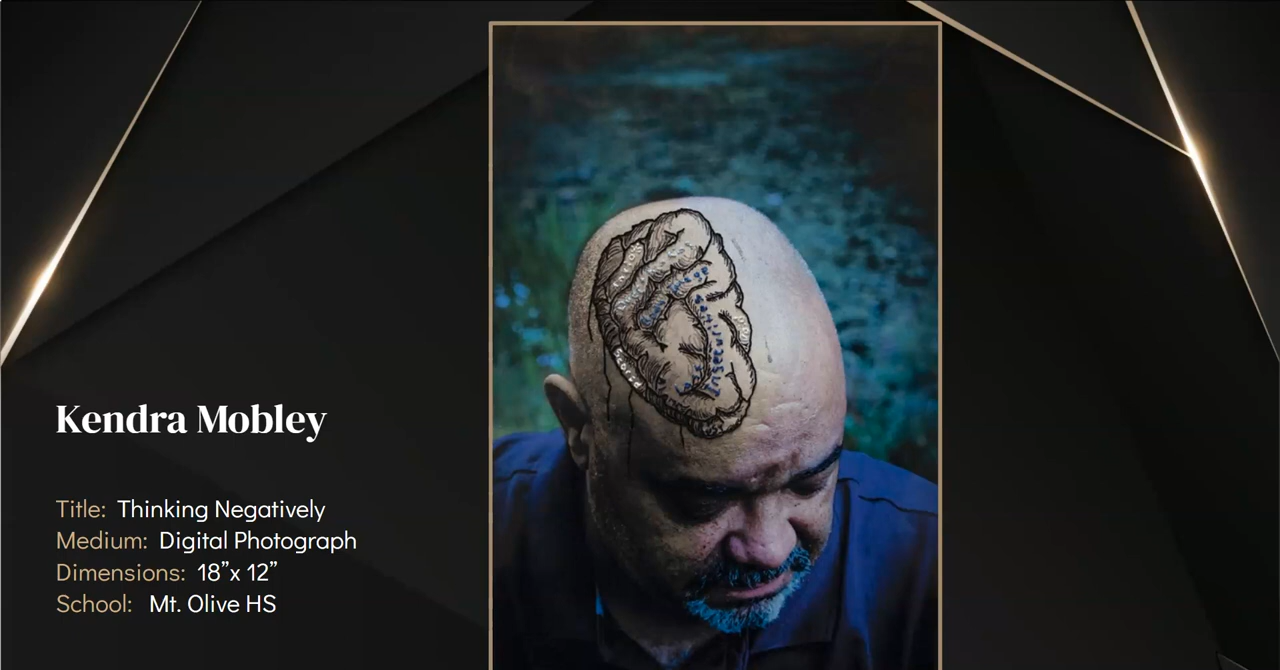 Kendra Mobley
Title: Thinking Negatively
Medium: Digital Photograph
Dimensions: 18”x 12”
School: Mt. Olive HS
Insecurities